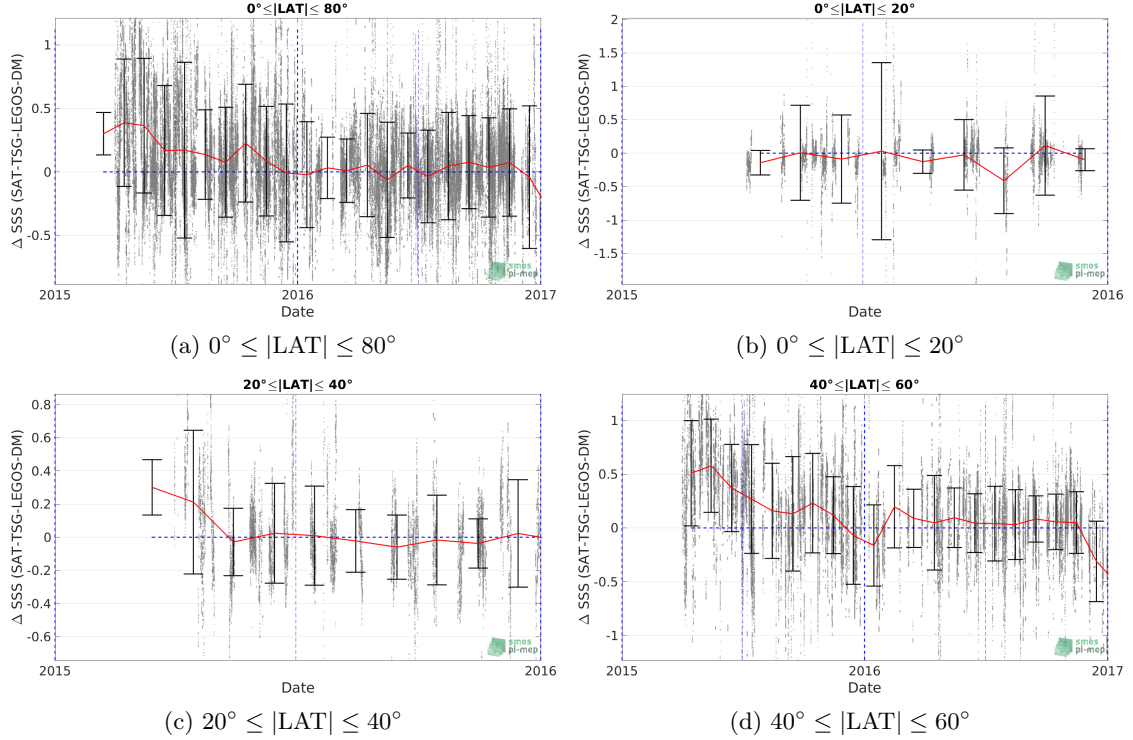 0°≤|LAT|≤ 80°
Δ SSS (SAT-TSG-LEGOS-DM)
1
0.5
0
-0.5
2015
2016
2017
Date
smos
pi-mep
(a) 0° ≤ |LAT| ≤ 80°
0°≤|LAT|≤ 20°
Δ SSS (SAT-TSG-LEGOS-DM)
2
1.5
1
0.5
0
-0.5
-1
-1.5
2015
2016
Date
smos
pi-mep
(b) 0° ≤ |LAT| ≤ 20°
20°≤|LAT|≤ 40°
Δ SSS (SAT-TSG-LEGOS-DM)
0.8
0.6
0.4
0.2
0
-0.2
-0.4
-0.6
2015
2016
Date
smos
pi-mep
(c) 20° ≤ |LAT| ≤ 40°
40°≤|LAT|≤ 60°
Δ SSS (SAT-TSG-LEGOS-DM)
1
0.5
0
-0.5
-1
2015
2016
2017
Date
smos
pi-mep
(d) 40° ≤ |LAT| ≤ 60°